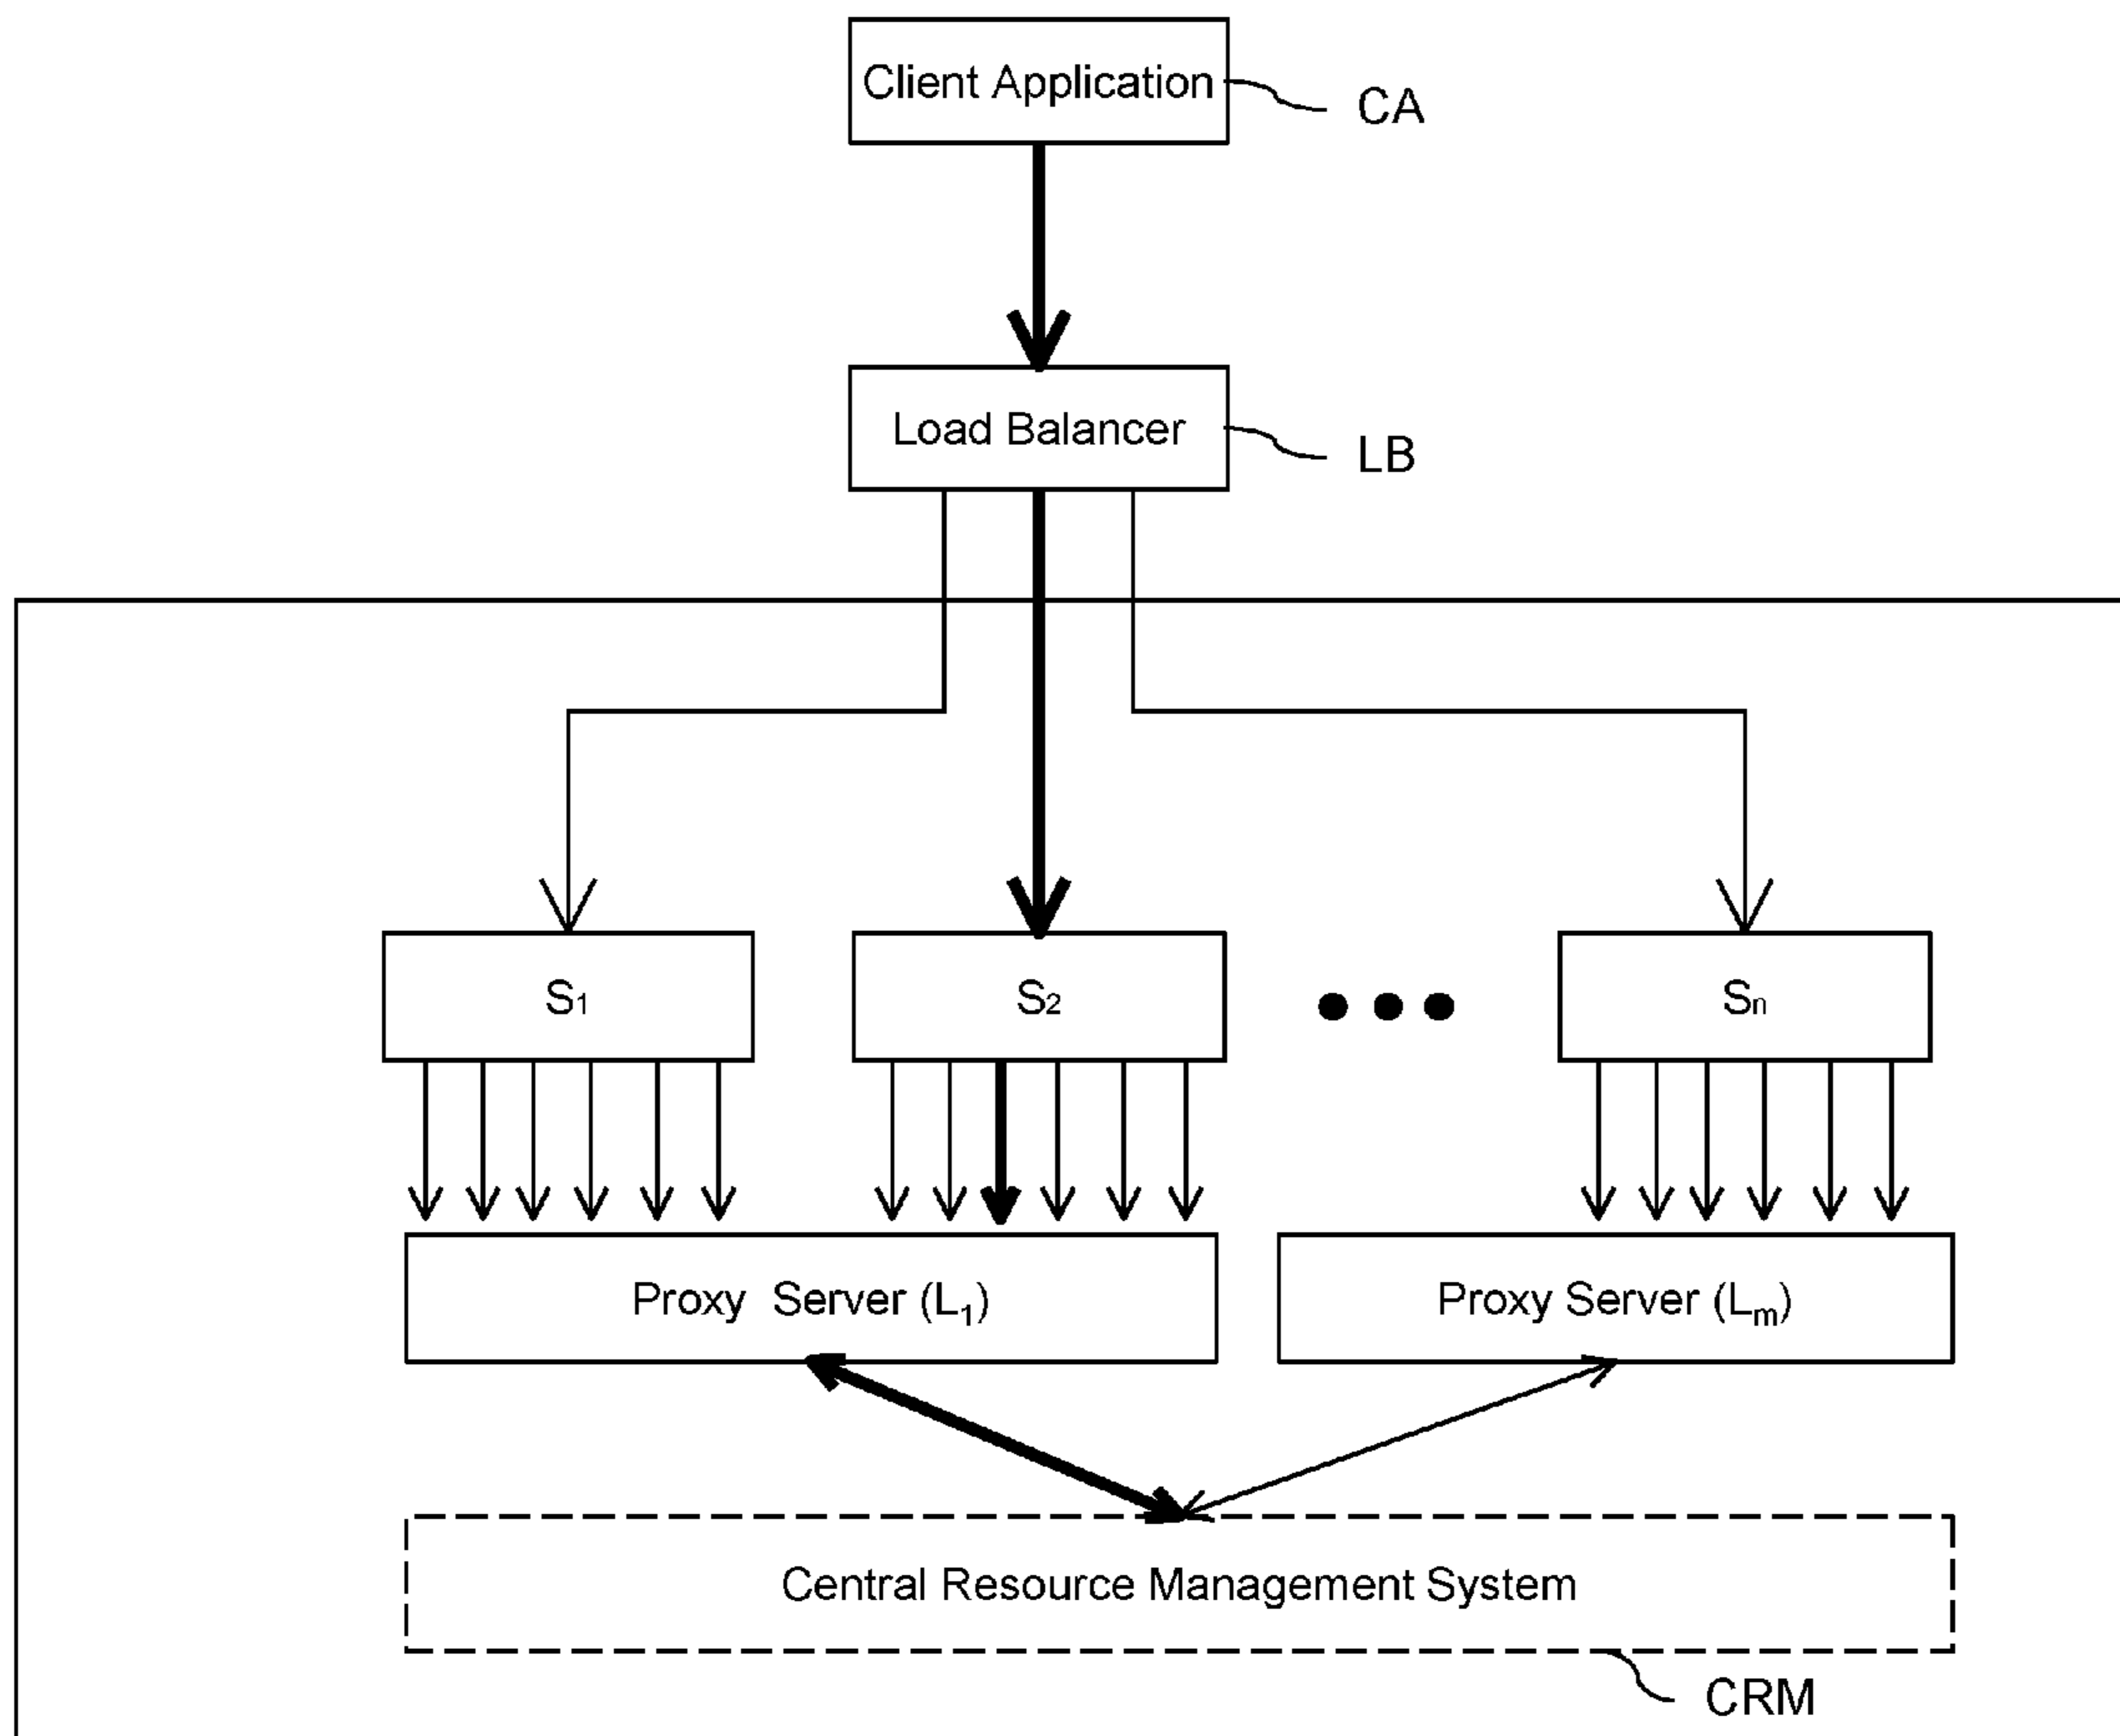 Client Application
CA
Load Balancer
LB
S1
S2
Sn
Proxy Server (L1)
Proxy Server (Lm)
Central Resource Management System
CRM